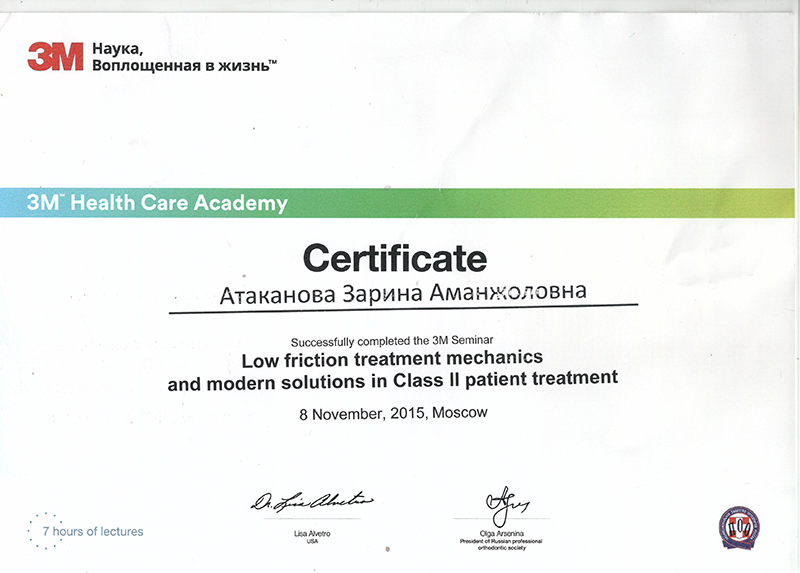 3M Наука,
Воплощенная в жизнь™
3M™ Health Care Academy
Certificate
Атаканова Зарина Аманжоловна
Successfully completed the 3M Seminar
Low friction treatment mechanics
and modern solutions in Class II patient treatment
8 November, 2015, Moscow
Dr. Lisa Alvetro
Lisa Alvetro
USA
Olga Arsenina
President of Russian professional
orthodontic society
7 hours of lectures